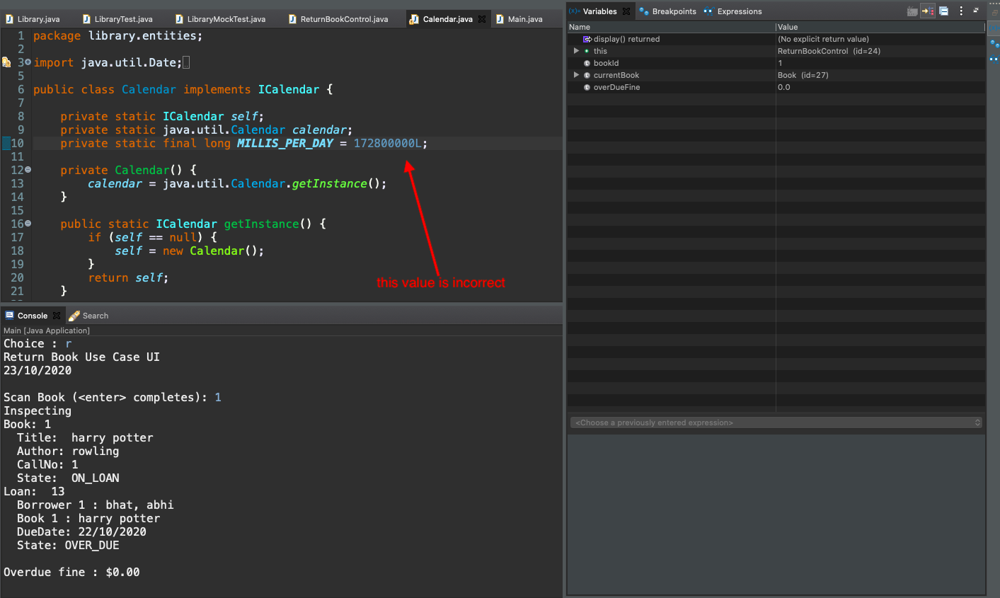 Library.java
LibraryTest.java
LibraryMockTest.java
ReturnBookControl.java
Calendar.java
Main.java
1 package library.entities;
2
3 import java.util.Date;
5
6 public class Calendar implements ICalendar {
7
8     private static ICalendar self;
9     private static java.util.Calendar calendar;
10     private static final long MILLIS_PER_DAY = 172800000L;
11
12     private Calendar() {
13         calendar = java.util.Calendar.getInstance();
14     }
15
16     public static ICalendar getInstance() {
17         if (self == null) {
18             self = new Calendar();
19         }
20         return self;
21     }
this value is incorrect
Console
Search
Main [Java Application]
Choice : r
Return Book Use Case UI
23/10/2020
Scan Book (<enter> completes): 1
Inspecting
Book: 1
  Title:  harry potter
  Author: rowling
  CallNo: 1
  State:  ON_LOAN
Loan:  13
  Borrower 1 : bhat, abhi
  Book 1 : harry potter
  DueDate: 22/10/2020
  State: OVER_DUE
Overdue fine : $0.00
(x)= Variables
Breakpoints
Expressions
Name Value
display() returned (No explicit return value)
this ReturnBookControl (id=24)
bookId 1
currentBook Book (id=27)
overDueFine 0.0
<Choose a previously entered expression>